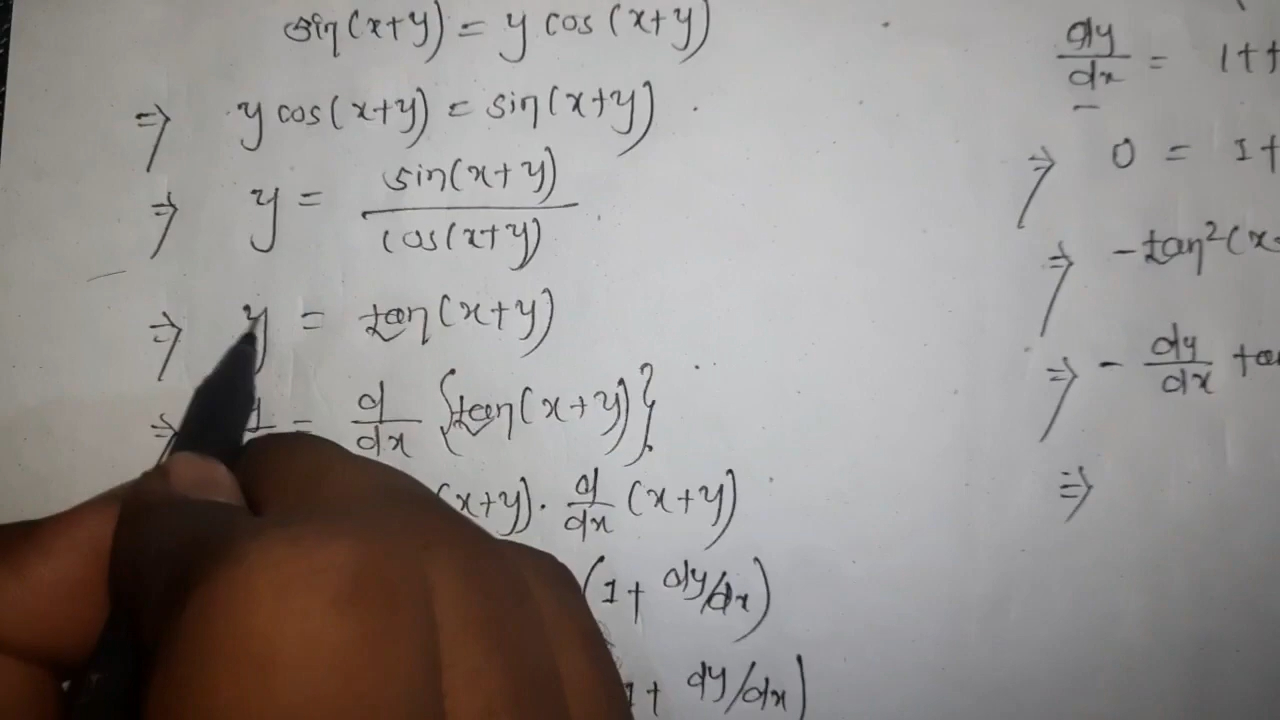 sin(x+y) = y cos (x+y)
⇒ y cos(x+y) = sin(x+y)
⇒ y = sin(x+y) / cos(x+y)
⇒ y = tan(x+y)
⇒ = d/dx {tan(x+y)}
(x+y). d/dx (x+y)
(1+ dy/dx)
1+ dy/dx)
dy/dx = 1+
⇒ 0 = 1+
⇒ -tan²(x
⇒ - dy/dx
⇒